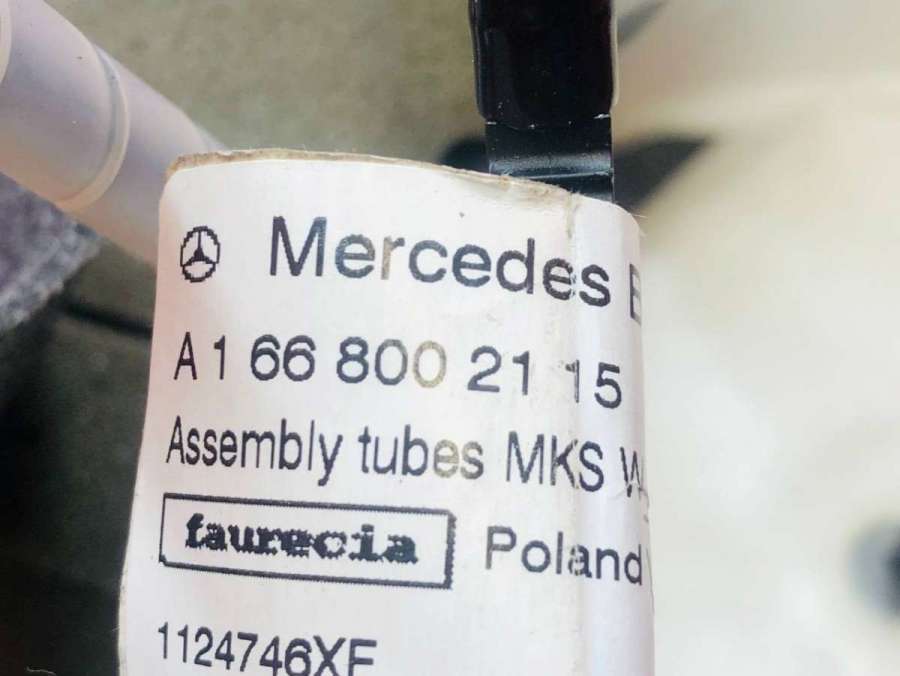 Mercedes
A 1 66 800 21 15
Assembly tubes MKS
faurecia Poland
1124746XF